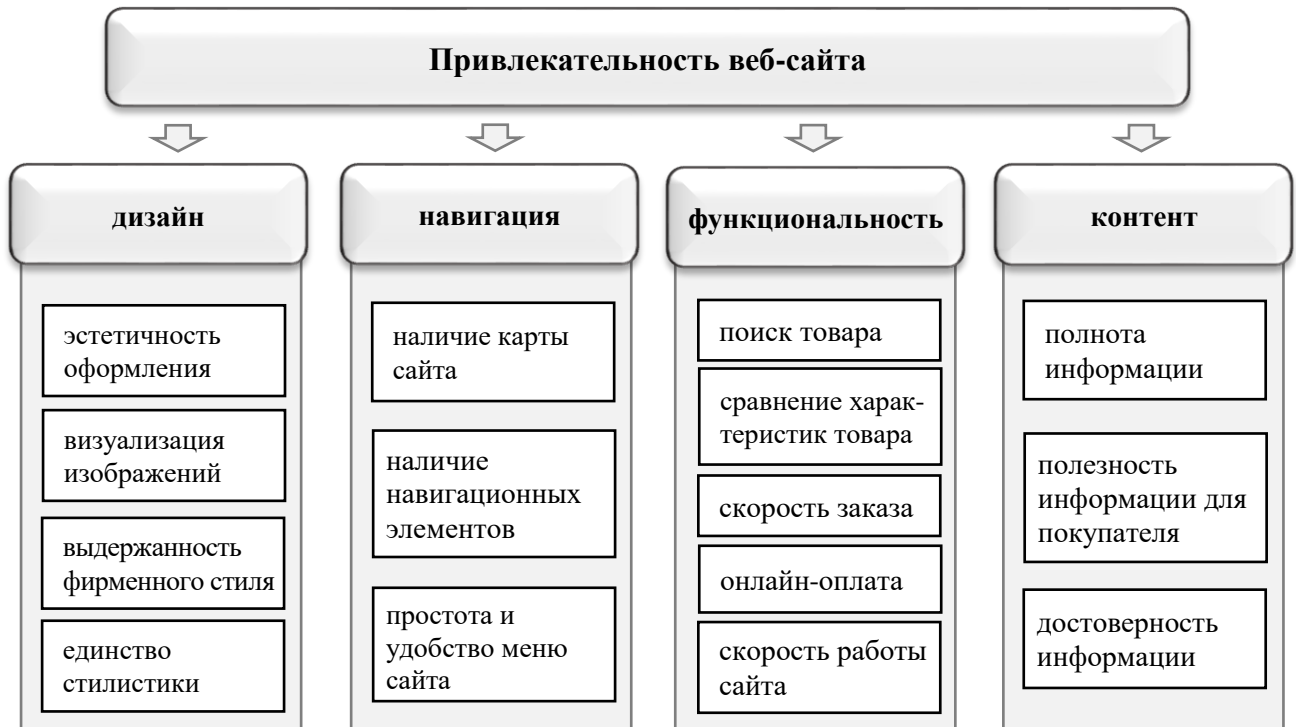 Привлекательность веб-сайта
дизайн
эстетичность
оформления
визуализация
изображений
выдержанность
фирменного стиля
единство
стилистики
навигация
наличие карты
сайта
наличие
навигационных
элементов
простота и
удобство меню
сайта
функциональность
поиск товара
сравнение харак-
теристик товара
скорость заказа
онлайн-оплата
скорость работы
сайта
контент
полнота
информации
полезность
информации для
покупателя
достоверность
информации